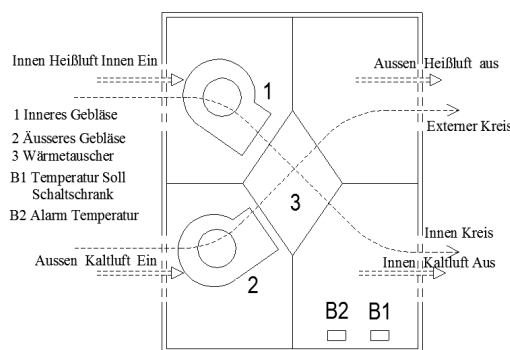 Innen Heißluft Innen Ein
Aussen Heißluft aus
1
1 Inneres Gebläse
Externer Kreis
2 Äusseres Gebläse
3 Wärmetauscher
B1 Temperatur Soll
Schaltschrank
3
B2 Alarm Temperatur
Innen Kreis
Aussen Kaltluft Ein
Innen Kaltluft Aus
2
B2 B1